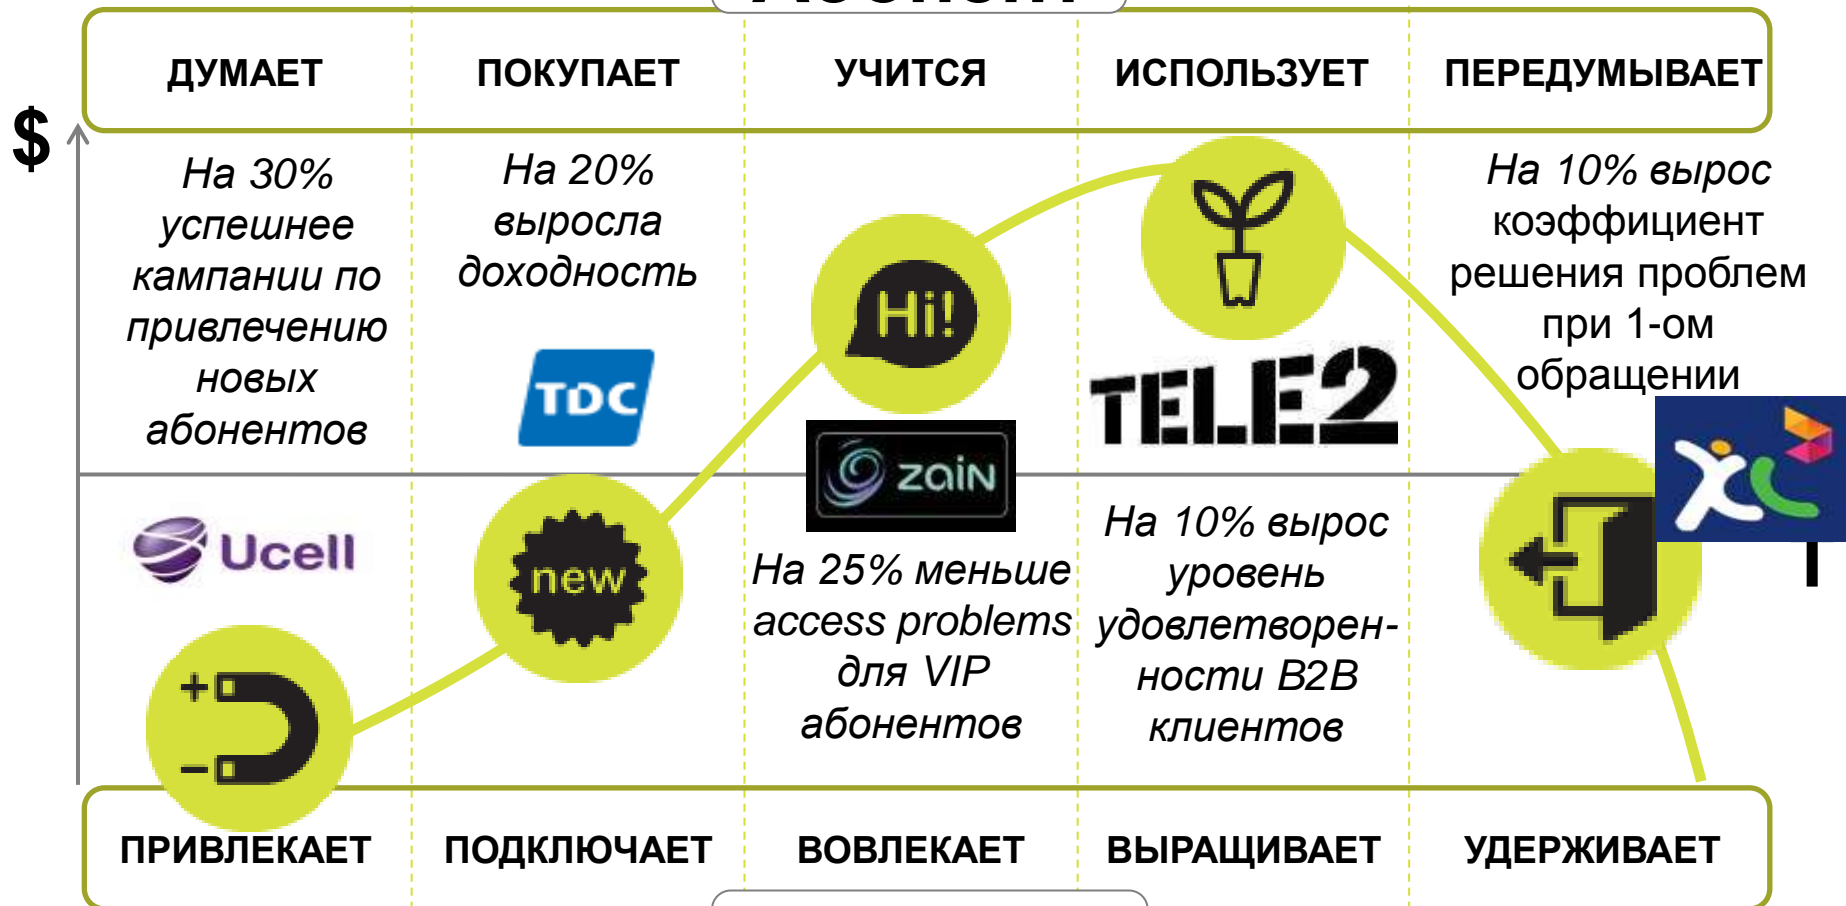 ДУМАЕТ
ПОКУПАЕТ
УЧИТСЯ
ИСПОЛЬЗУЕТ
ПЕРЕДУМЫВАЕТ
$
На 30%
успешнее
кампании по
привлечению
новых
абонентов
Ucell
На 20%
выросла
доходность
TDC
new
Hi!
zain
На 25% меньше
access problems
для VIP
абонентов
TELE2
На 10% вырос
уровень
удовлетворен-
ности B2B
клиентов
На 10% вырос
коэффициент
решения проблем
при 1-ом
обращении
XL
+
–
ПРИВЛЕКАЕТ
ПОДКЛЮЧАЕТ
ВОВЛЕКАЕТ
ВЫРАЩИВАЕТ
УДЕРЖИВАЕТ